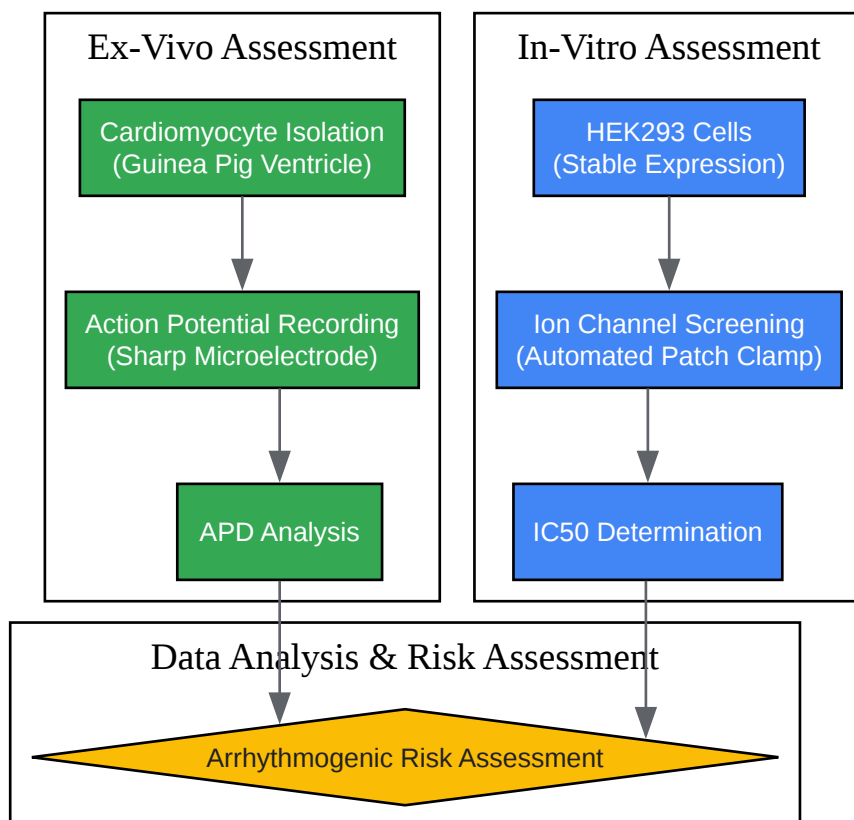 Ex-Vivo Assessment
Cardiomyocyte Isolation
(Guinea Pig Ventricle)
Action Potential Recording
(Sharp Microelectrode)
APD Analysis
In-Vitro Assessment
HEK293 Cells
(Stable Expression)
Ion Channel Screening
(Automated Patch Clamp)
IC50 Determination
Data Analysis & Risk Assessment
Arrhythmogenic Risk Assessment